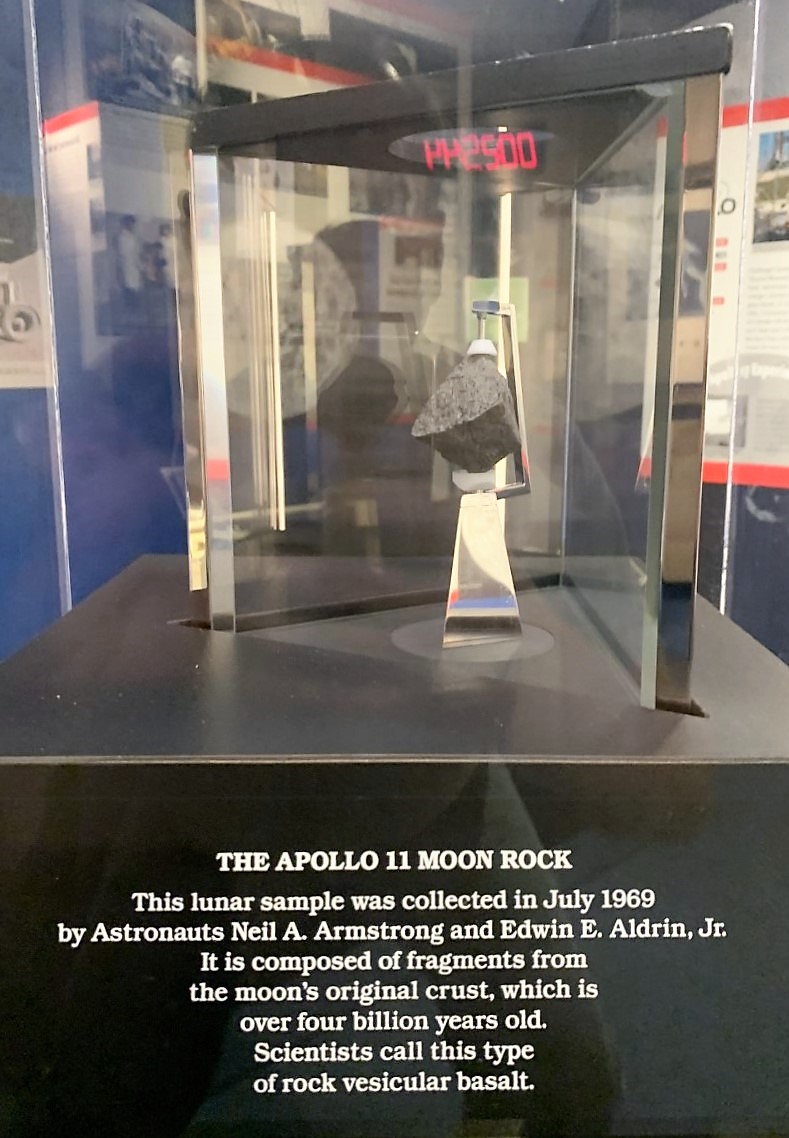 THE APOLLO 11 MOON ROCK
This lunar sample was collected in July 1969
by Astronauts Neil A. Armstrong and Edwin E. Aldrin, Jr.
It is composed of fragments from
the moon's original crust, which is
over four billion years old.
Scientists call this type
of rock vesicular basalt.